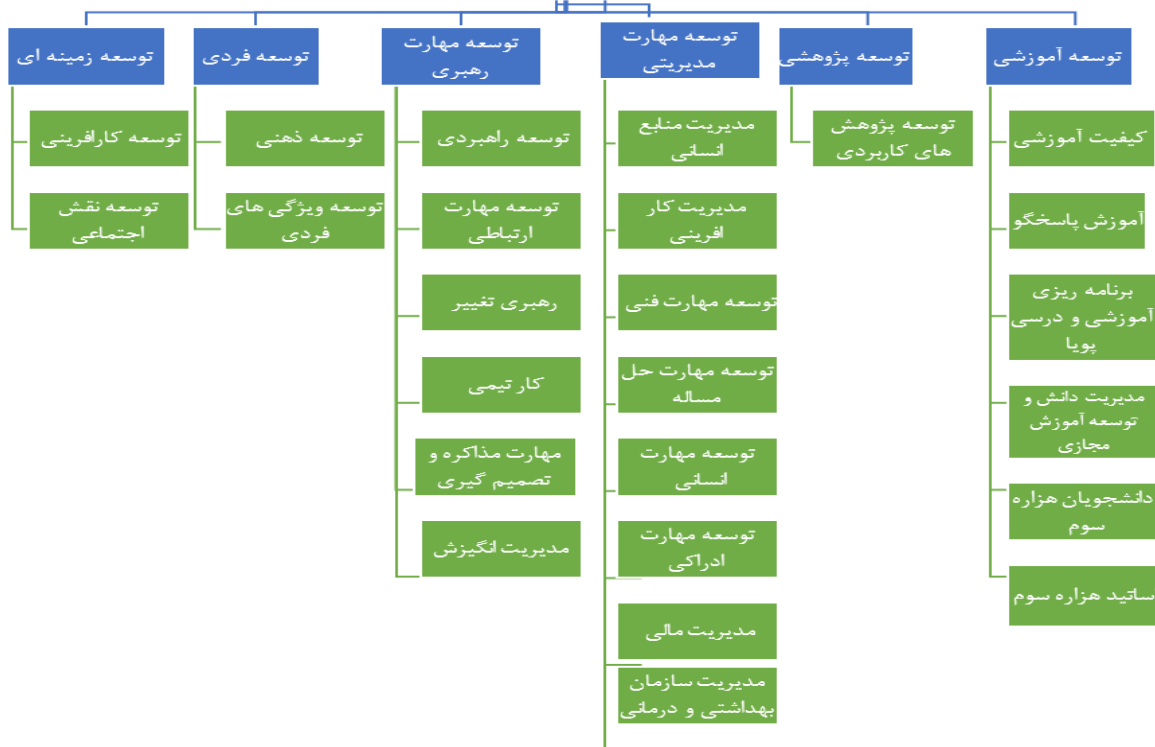 توسعه آموزشی
کیفیت آموزشی
آموزش پاسخگو
برنامه ریزی
آموزشی و درسی
پویا
مدیریت دانش و
توسعه آموزش
مجازی
دانشجویان هزاره
سوم
ساتید هزاره سوم
توسعه پژوهشی
توسعه پژوهش
های کاربردی
توسعه مهارت
مدیریتی
مدیریت منابع
انسانی
مدیریت کار
افرینی
توسعه مهارت فنی
توسعه مهارت حل
مساله
توسعه مهارت
انسانی
توسعه مهارت
ادراکی
مدیریت مالی
مدیریت سازمان
بهداشتی و درمانی
توسعه مهارت
رهبری
توسعه راهبردی
توسعه مهارت
ارتباطی
رهبری تغییر
کار تیمی
مهارت مذاکره و
تصمیم گیری
مدیریت انگیزش
توسعه فردی
توسعه ذهنی
توسعه ویژگی های
فردی
توسعه زمینه ای
توسعه کارافرینی
توسعه نقش
اجتماعی